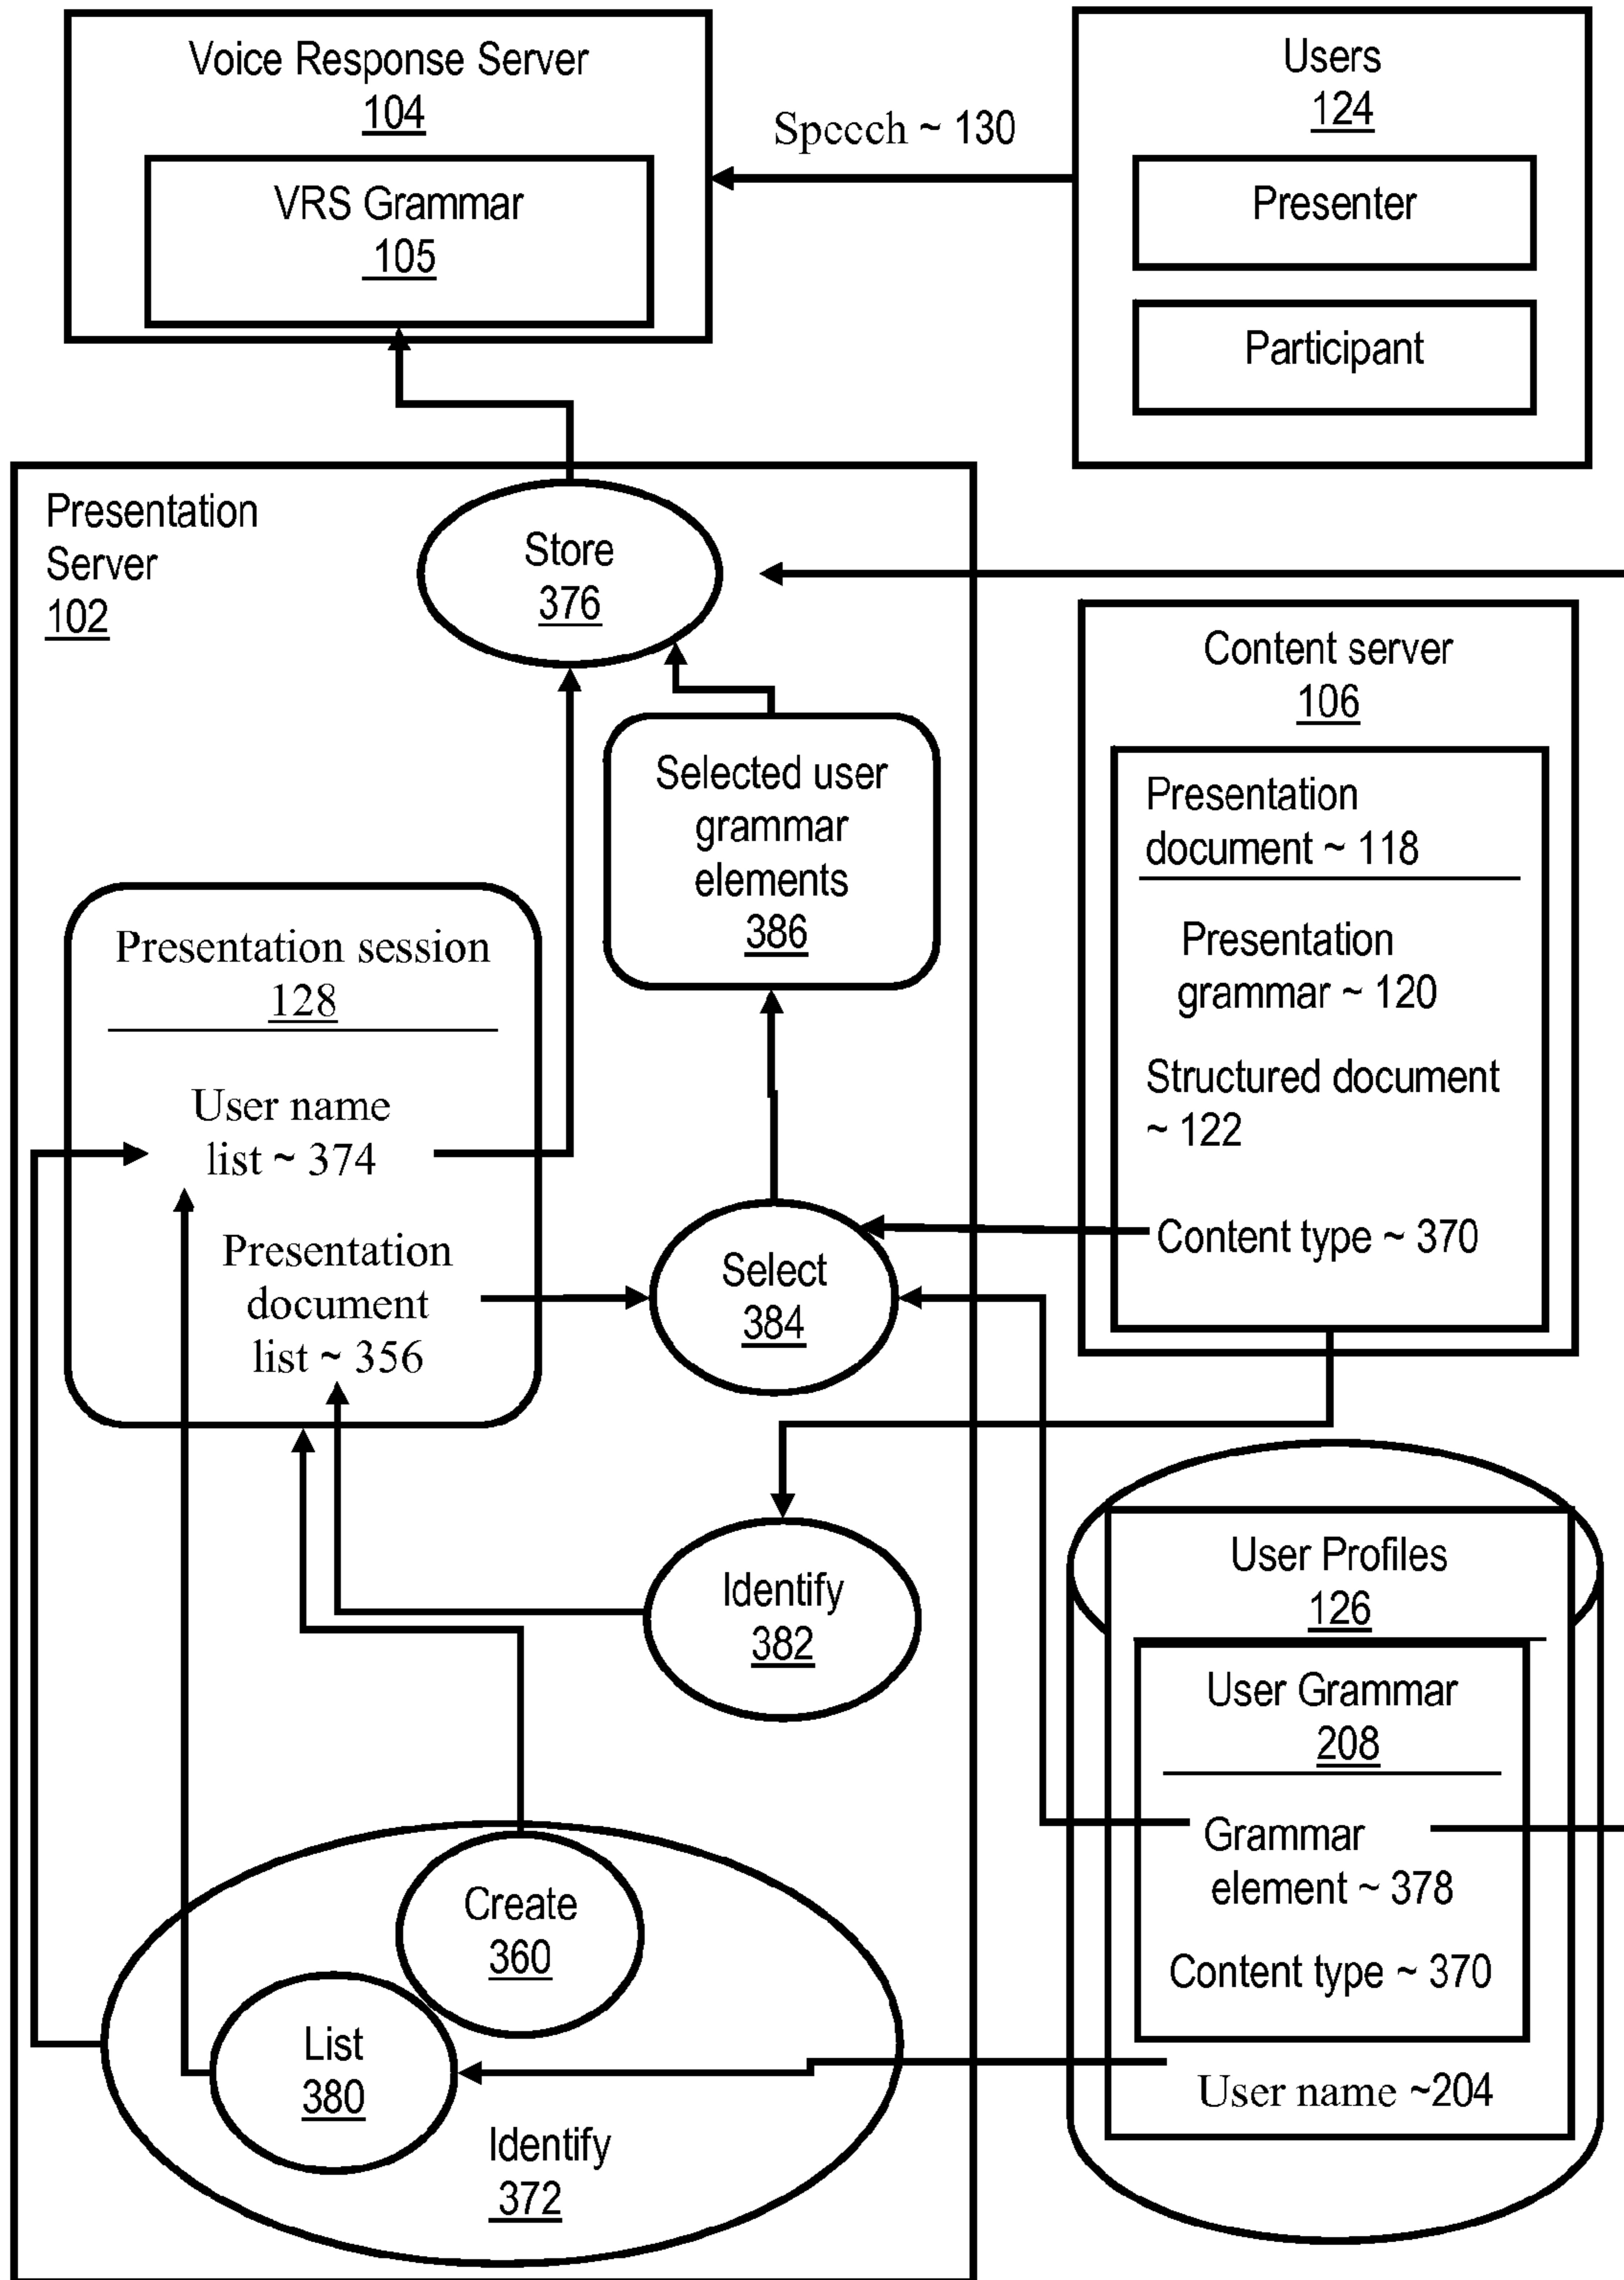 Voice Response Server
104
VRS Grammar
105
Speech ~ 130
Users
124
Presenter
Participant
Presentation
Server
102
Store
376
Selected user
grammar
elements
386
Content server
106
Presentation
document ~ 118
Presentation
grammar ~ 120
Structured document
~ 122
Content type ~ 370
Presentation session
128
User name
list ~ 374
Presentation
document
list ~ 356
Select
384
Identify
382
User Profiles
126
User Grammar
208
Grammar
element ~ 378
Content type ~ 370
User name ~204
Create
360
List
380
Identify
372